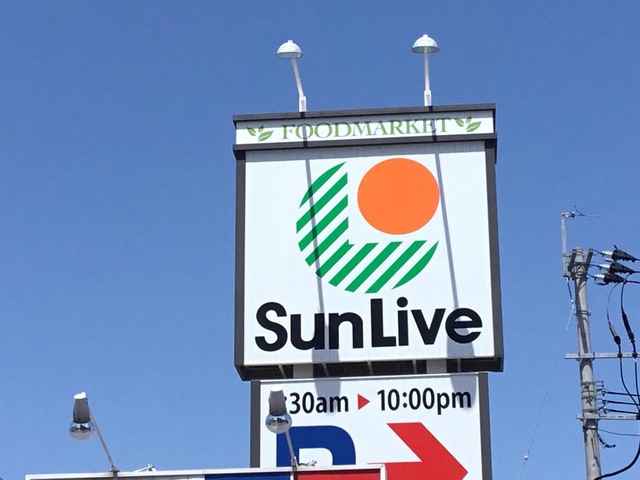 FOODMARKET
SunLive
:30am ▶ 10:00pm
P